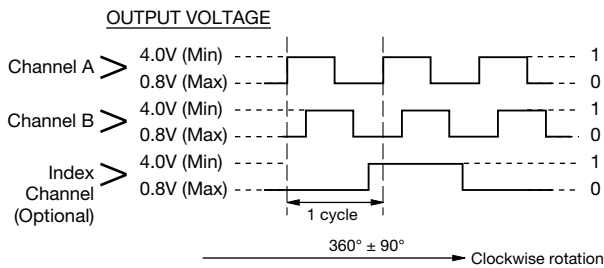 OUTPUT VOLTAGE
Channel A > 4.0V (Min) 1
0.8V (Max) 0
Channel B > 4.0V (Min)
0.8V (Max) 0
Index Channel (Optional) > 4.0V (Min) 1
0.8V (Max) 0
1 cycle
360° ± 90°
Clockwise rotation